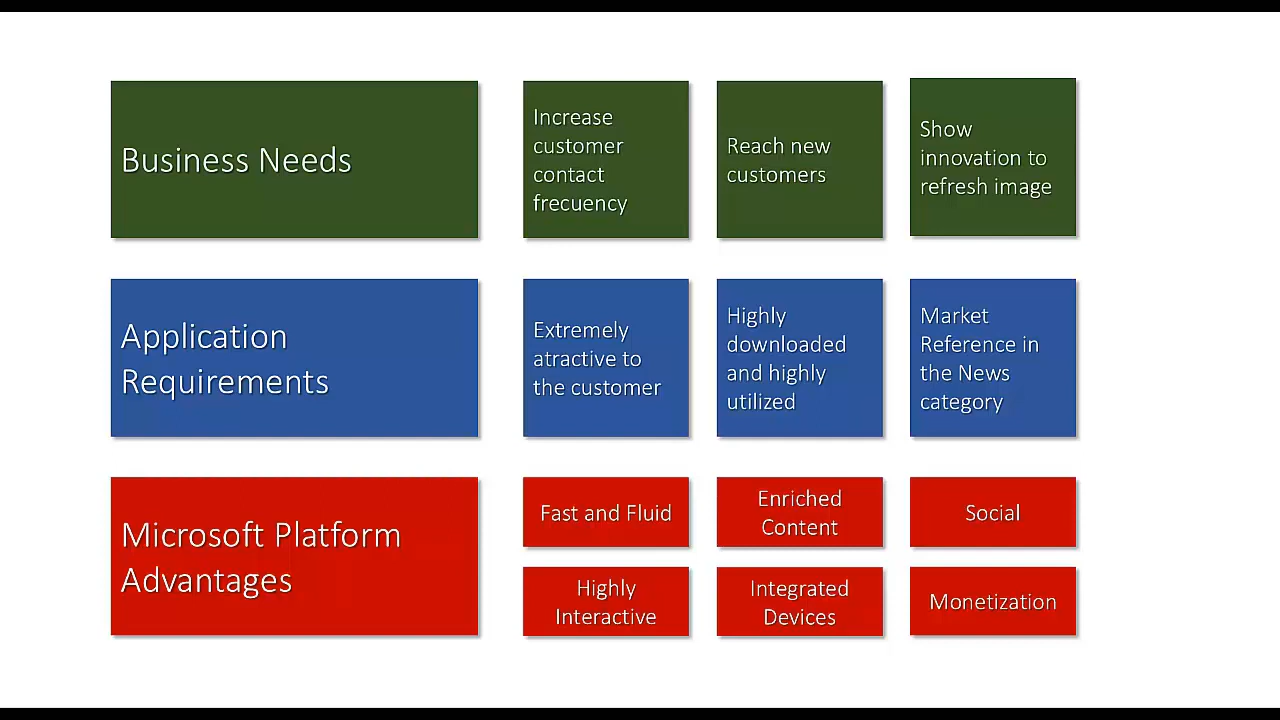 Business Needs
Increase
customer
contact
frecuency
Reach new
customers
Show
innovation to
refresh image
Application
Requirements
Extremely
atractive to
the customer
Highly
downloaded
and highly
utilized
Market
Reference in
the News
category
Microsoft Platform
Advantages
Fast and Fluid
Enriched
Content
Social
Highly
Interactive
Integrated
Devices
Monetization